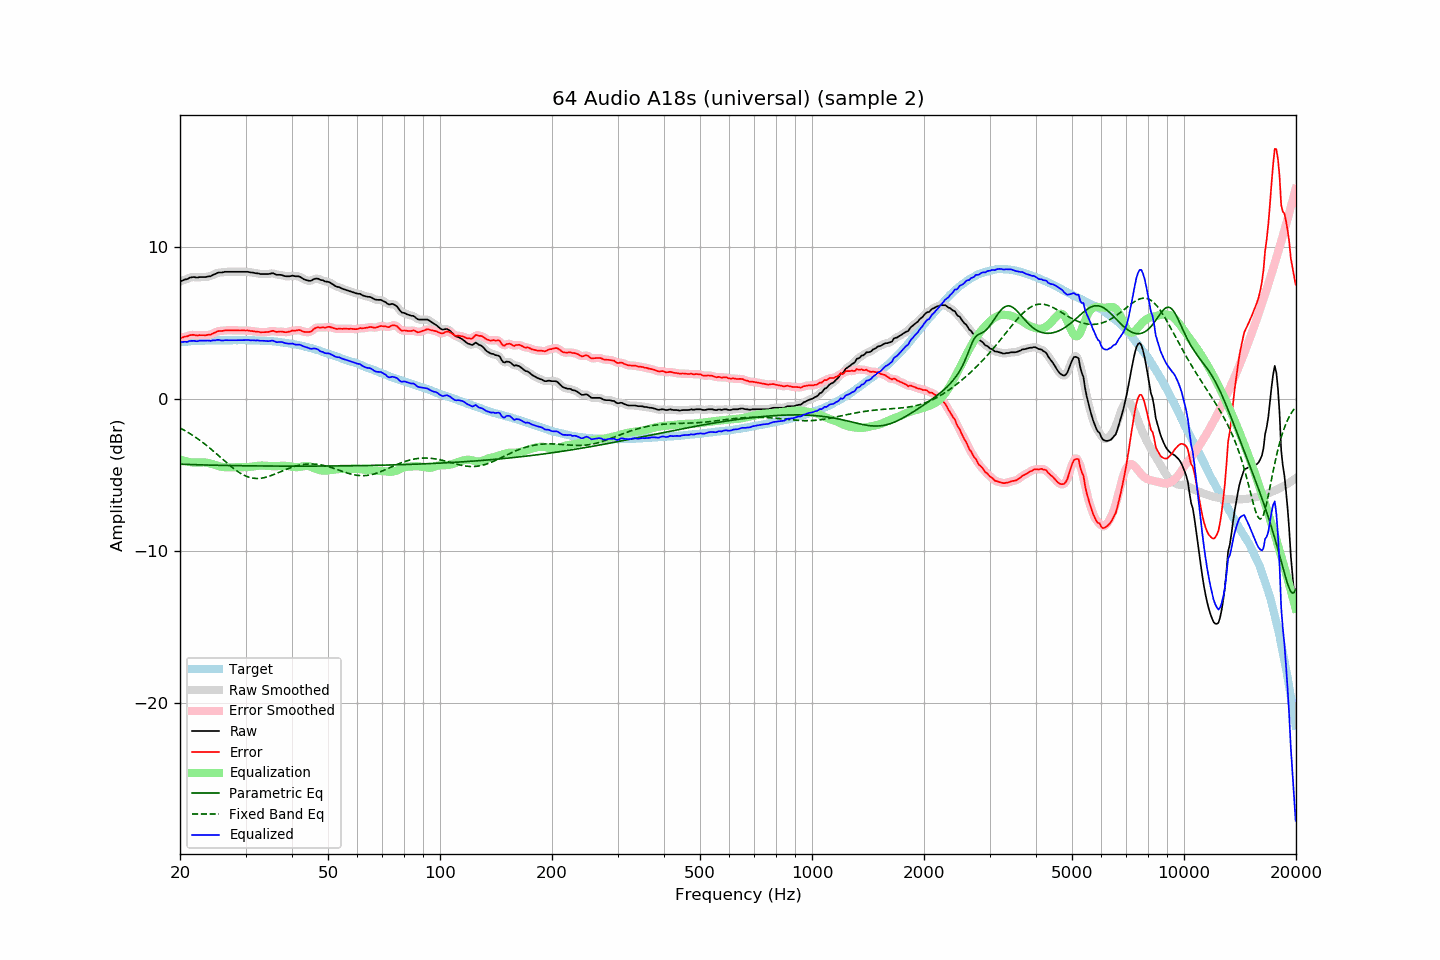 64 Audio A18s (universal) (sample 2)
Amplitude (dBr)
10
0
−10
−20
Target
Raw Smoothed
Error Smoothed
Raw
Error
Equalization
Parametric Eq
Fixed Band Eq
Equalized
20 50 100 200 500 1000 2000 5000 10000 20000
Frequency (Hz)